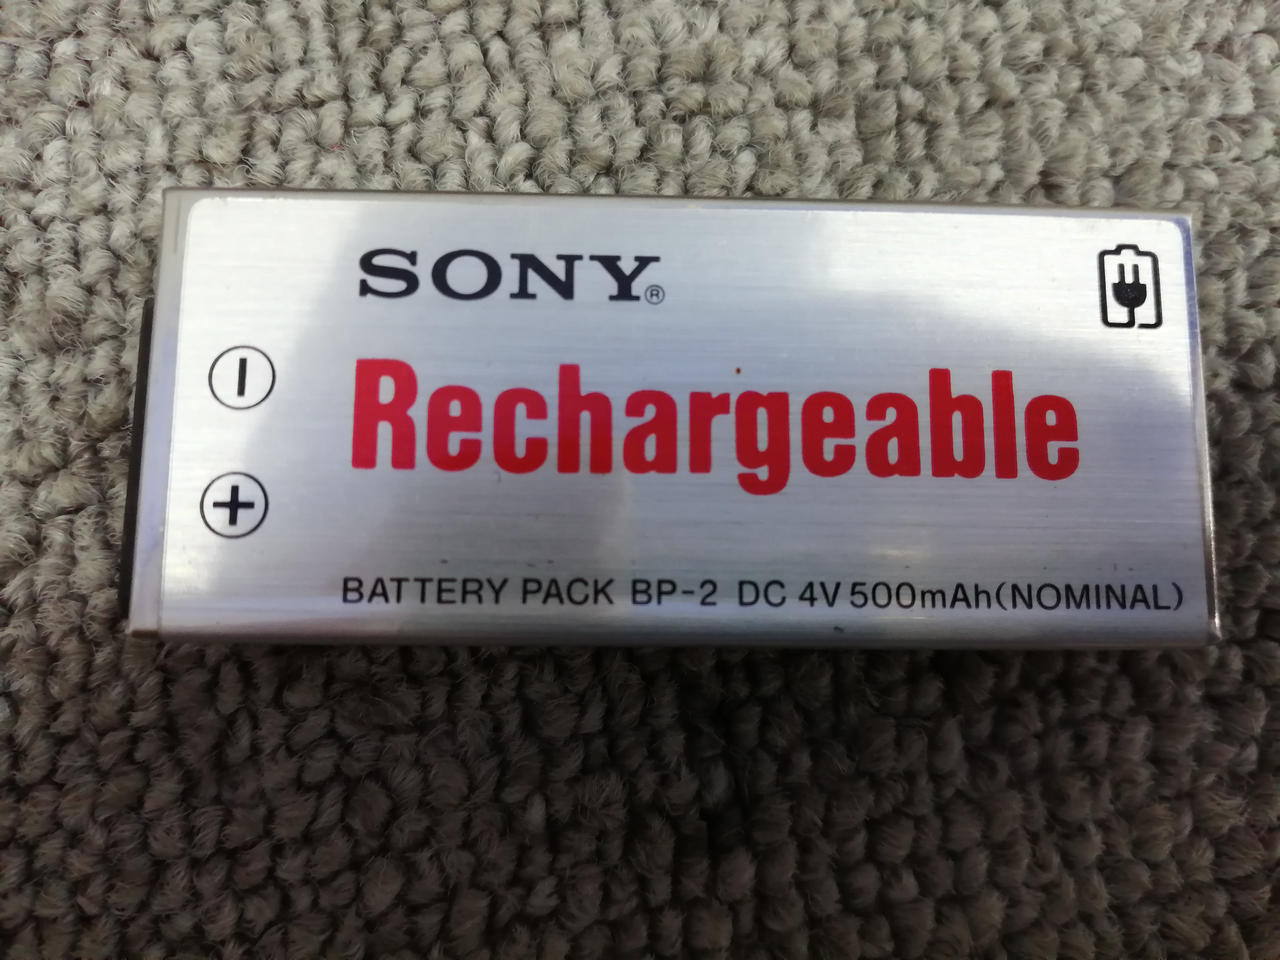 SONY®
Rechargeable
BATTERY PACK BP-2 DC 4V 500mAh(NOMINAL)